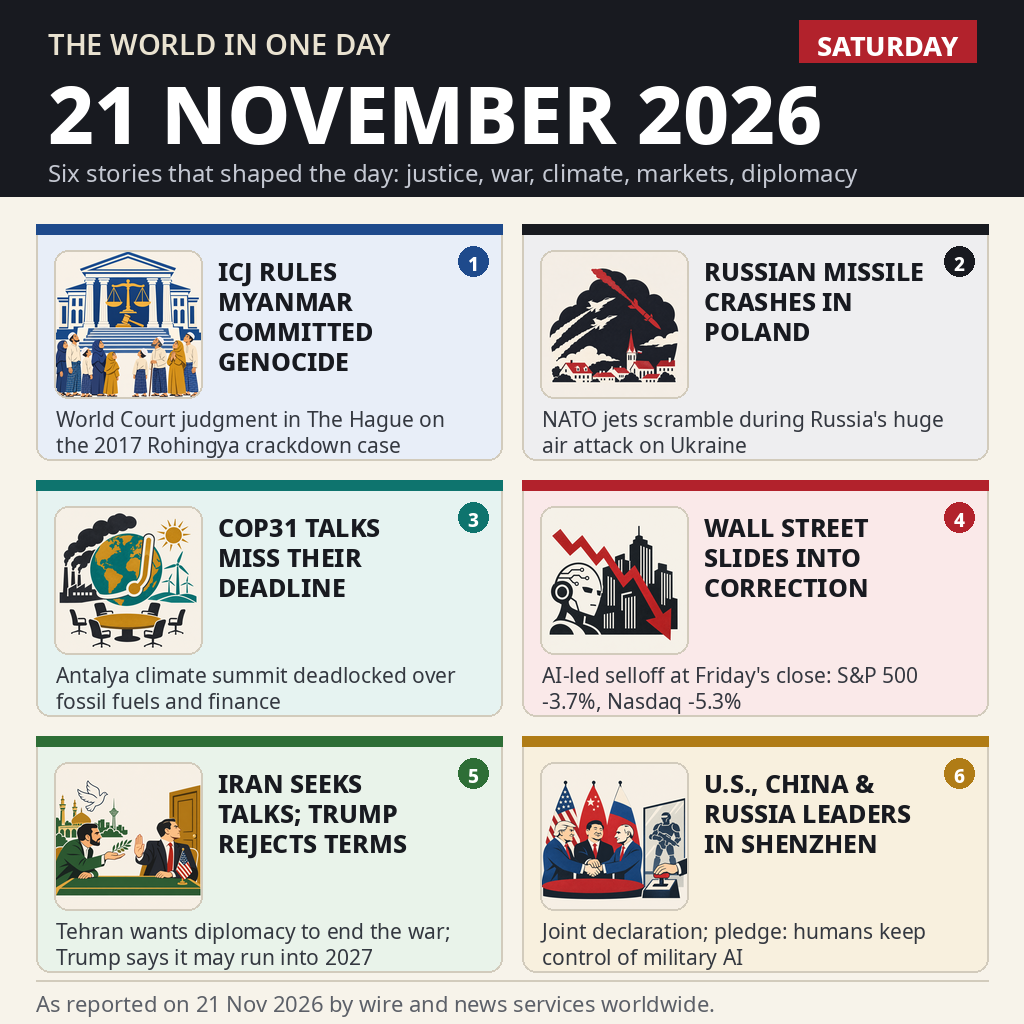 THE WORLD IN ONE DAY
SATURDAY
21 NOVEMBER 2026
Six stories that shaped the day: justice, war, climate, markets, diplomacy
1
ICJ RULES
MYANMAR
COMMITTED
GENOCIDE
World Court judgment in The Hague on
the 2017 Rohingya crackdown case
2
RUSSIAN MISSILE
CRASHES IN
POLAND
NATO jets scramble during Russia's huge
air attack on Ukraine
3
COP31 TALKS
MISS THEIR
DEADLINE
Antalya climate summit deadlocked over
fossil fuels and finance
4
WALL STREET
SLIDES INTO
CORRECTION
AI-led selloff at Friday's close: S&P 500
-3.7%, Nasdaq -5.3%
5
IRAN SEEKS
TALKS; TRUMP
REJECTS TERMS
Tehran wants diplomacy to end the war;
Trump says it may run into 2027
6
U.S., CHINA &
RUSSIA LEADERS
IN SHENZHEN
Joint declaration; pledge: humans keep
control of military AI
As reported on 21 Nov 2026 by wire and news services worldwide.